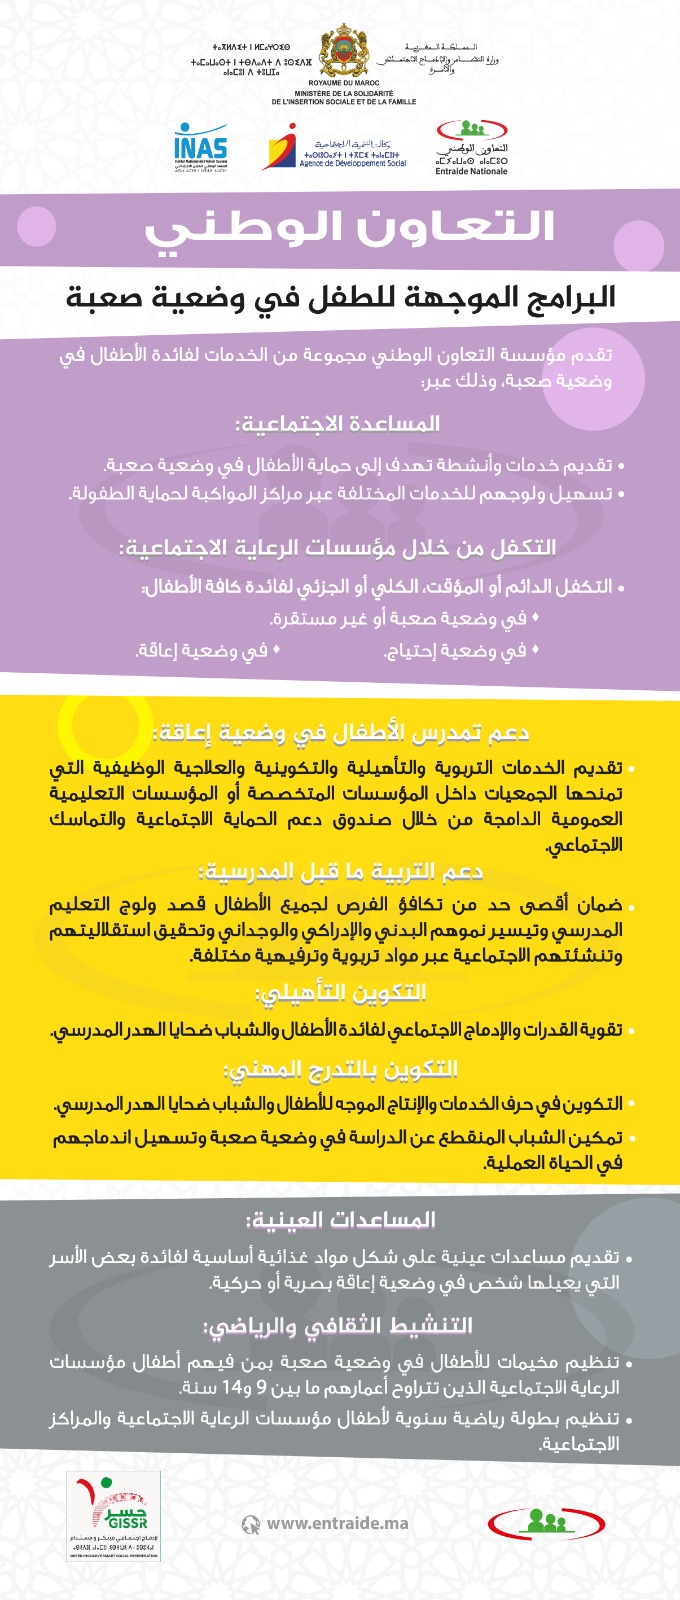 المملكة المغربية
وزارة التضامن والإدماج الاجتماعي
والأسرة
ROYAUME DU MAROC
MINISTÈRE DE LA SOLIDARITÉ
DE L'INSERTION SOCIALE ET DE LA FAMILLE
INAS
وكالة التنمية الاجتماعية
Agence de Développement Social
التعاون الوطني
Entraide Nationale
التعاون الوطني
البرامج الموجهة للطفل في وضعية صعبة
تقدم مؤسسة التعاون الوطني مجموعة من الخدمات لفائدة الأطفال في
وضعية صعبة، وذلك عبر:
المساعدة الاجتماعية:
• تقديم خدمات وأنشطة تهدف إلى حماية الأطفال في وضعية صعبة.
• تسهيل ولوجهم للخدمات المختلفة عبر مراكز المواكبة لحماية الطفولة.
التكفل من خلال مؤسسات الرعاية الاجتماعية:
• التكفل الدائم أو المؤقت، الكلي أو الجزئي لفائدة كافة الأطفال:
♦ في وضعية صعبة أو غير مستقرة.
♦ في وضعية إحتياج. ♦ في وضعية إعاقة.
دعم تمدرس الأطفال في وضعية إعاقة:
• تقديم الخدمات التربوية والتأهيلية والتكوينية والعلاجية الوظيفية التي
تمنحها الجمعيات داخل المؤسسات المتخصصة أو المؤسسات التعليمية
العمومية الدامجة من خلال صندوق دعم الحماية الاجتماعية والتماسك
الاجتماعي.
دعم التربية ما قبل المدرسية:
• ضمان أقصى حد من تكافؤ الفرص لجميع الأطفال قصد ولوج التعليم
المدرسي وتيسير نموهم البدني والإدراكي والوجداني وتحقيق استقلاليتهم
وتنشئتهم الاجتماعية عبر مواد تربوية وترفيهية مختلفة.
التكوين التأهيلي:
• تقوية القدرات والإدماج الاجتماعي لفائدة الأطفال والشباب ضحايا الهدر المدرسي.
التكوين بالتدرج المهني:
• التكوين في حرف الخدمات والإنتاج الموجه للأطفال والشباب ضحايا الهدر المدرسي.
• تمكين الشباب المنقطع عن الدراسة في وضعية صعبة وتسهيل اندماجهم
في الحياة العملية.
المساعدات العينية:
• تقديم مساعدات عينية على شكل مواد غذائية أساسية لفائدة بعض الأسر
التي يعيلها شخص في وضعية إعاقة بصرية أو حركية.
التنشيط الثقافي والرياضي:
• تنظيم مخيمات للأطفال في وضعية صعبة بمن فيهم أطفال مؤسسات
الرعاية الاجتماعية الذين تتراوح أعمارهم ما بين 9 و14 سنة.
• تنظيم بطولة رياضية سنوية لأطفال مؤسسات الرعاية الاجتماعية والمراكز
الاجتماعية.
جسر
GISSR
www.entraide.ma